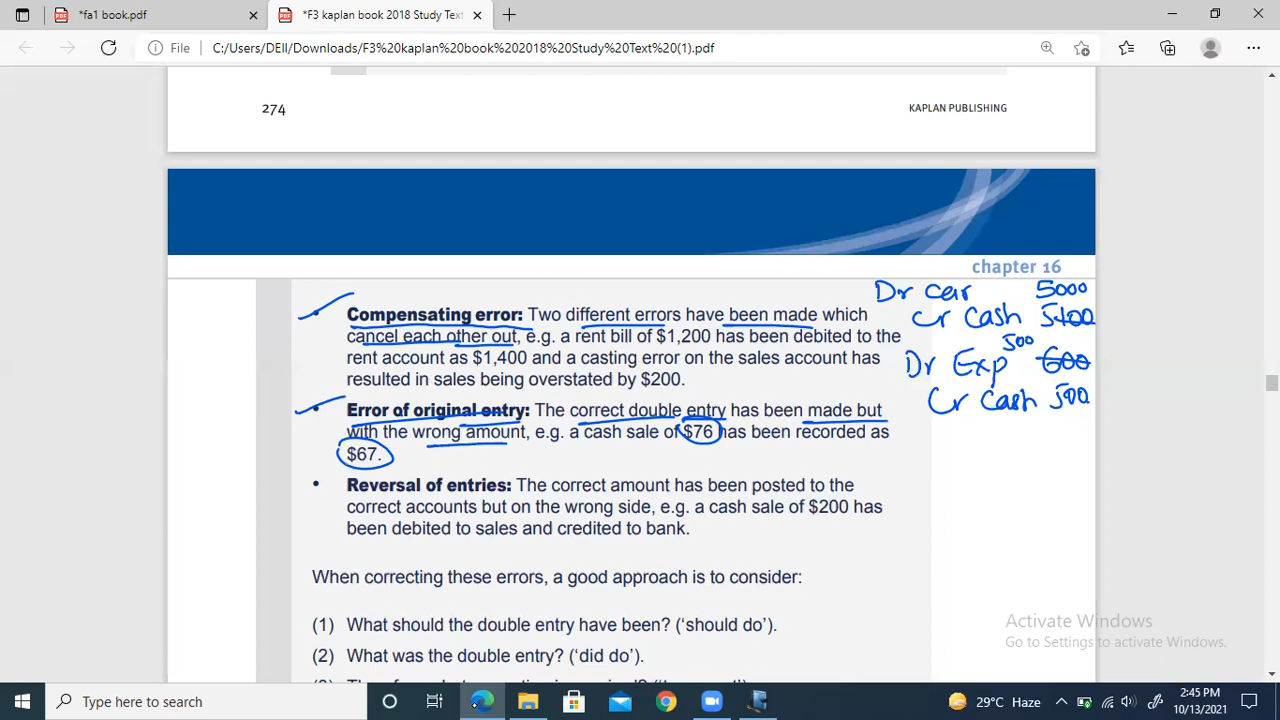 *fa1 book.pdf
*F3 kaplan book 2018 Study Text
File
C:/Users/DEll/Downloads/F3%20kaplan%20book%202018%20Study%20Text%20(1).pdf
274
KAPLAN PUBLISHING
chapter 16
• Compensating error: Two different errors have been made which
cancel each other out, e.g. a rent bill of $1,200 has been debited to the
rent account as $1,400 and a casting error on the sales account has
resulted in sales being overstated by $200.
• Error of original entry: The correct double entry has been made but
with the wrong amount, e.g. a cash sale of $76 has been recorded as
$67.
• Reversal of entries: The correct amount has been posted to the
correct accounts but on the wrong side, e.g. a cash sale of $200 has
been debited to sales and credited to bank.
When correcting these errors, a good approach is to consider:
(1) What should the double entry have been? (‘should do’).
(2) What was the double entry? (‘did do’).
Dr car 5000
Cr Cash 5400
500
Dr Exp 600
Cr Cash 500
Activate Windows
Go to Settings to activate Windows.
Type here to search
29°C Haze
2:45 PM
10/13/2021